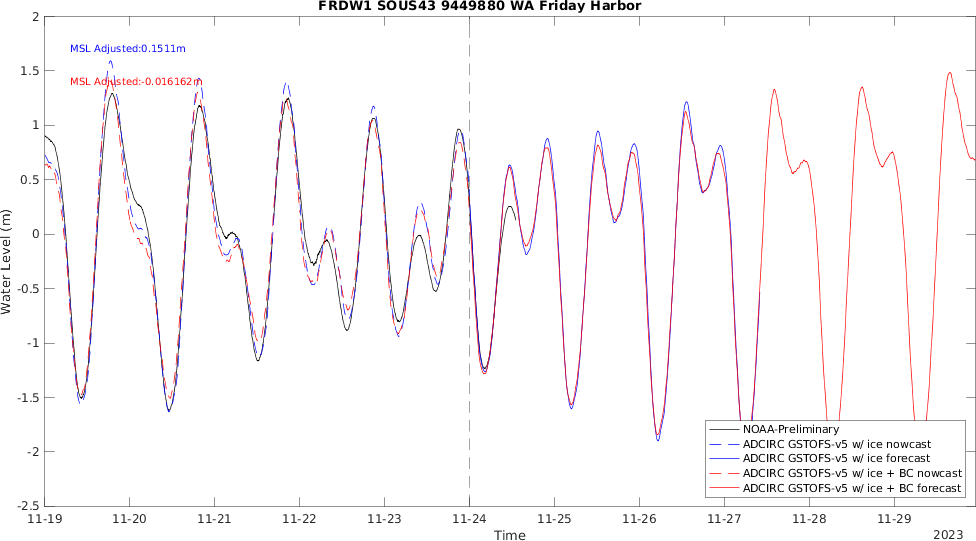 FRDW1 SOUS43 9449880 WA Friday Harbor
2
MSL Adjusted:0.1511m
1.5
MSL Adjusted:-0.016162m
1
0.5
0
-0.5
-1
-1.5
-2
-2.5
Water Level (m)
NOAA-Preliminary
ADCIRC GSTOFS-v5 w/ ice nowcast
ADCIRC GSTOFS-v5 w/ ice forecast
ADCIRC GSTOFS-v5 w/ ice + BC nowcast
ADCIRC GSTOFS-v5 w/ ice + BC forecast
11-19 11-20 11-21 11-22 11-23 11-24 11-25 11-26 11-27 11-28 11-29
Time
2023